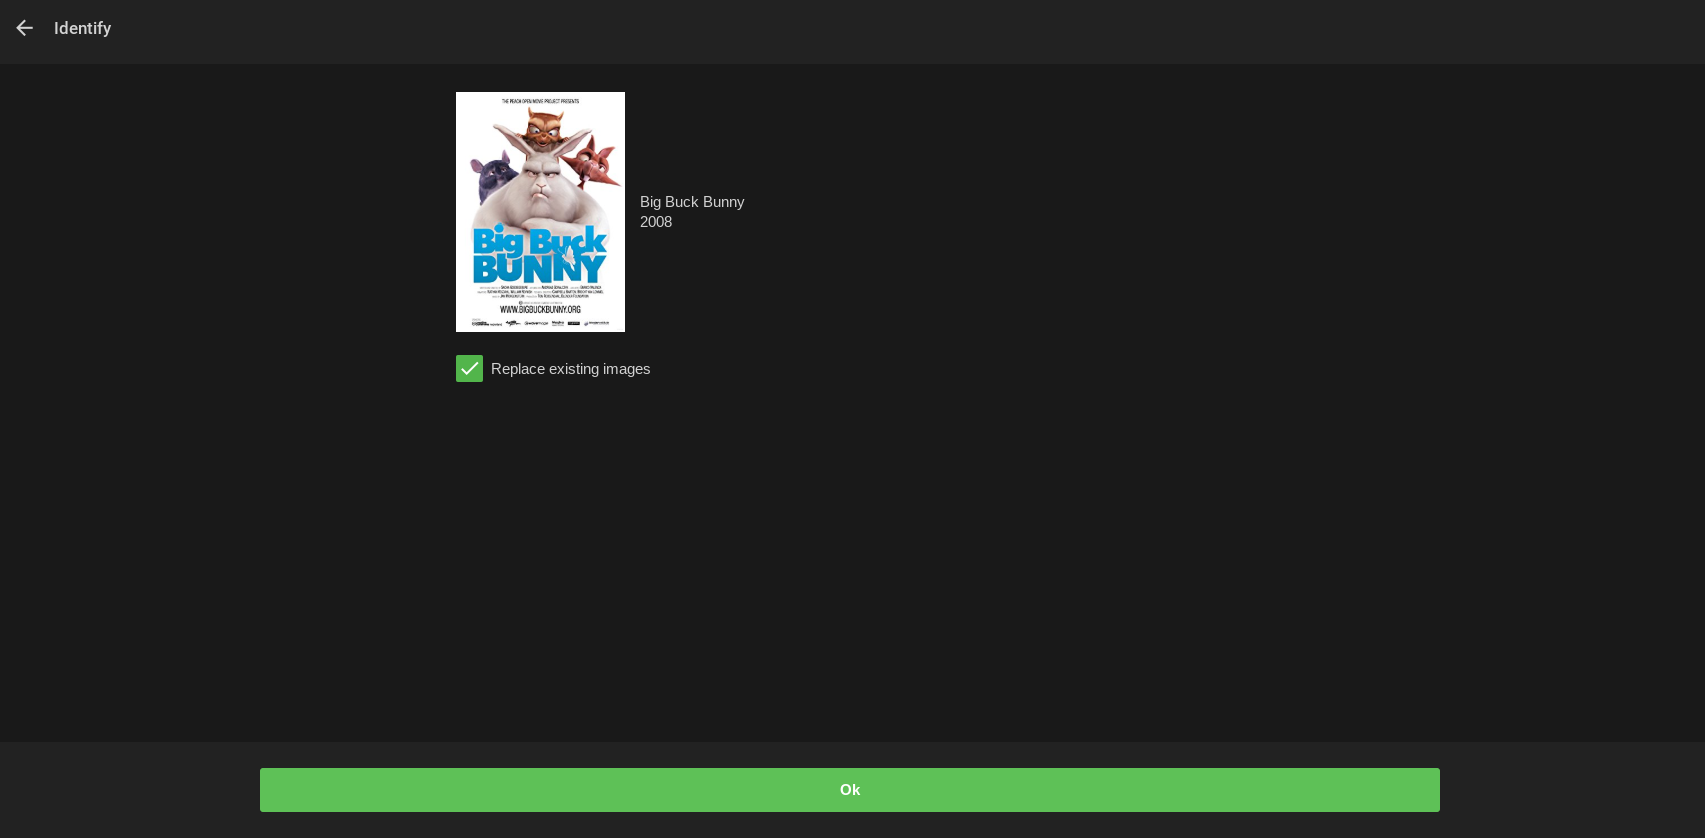 Identify
THE PEACH OPEN MOVIE PROJECT PRESENTS
Big Buck
BUNNY
WWW.BIGBUCKBUNNY.ORG
Big Buck Bunny
2008
Replace existing images
Ok